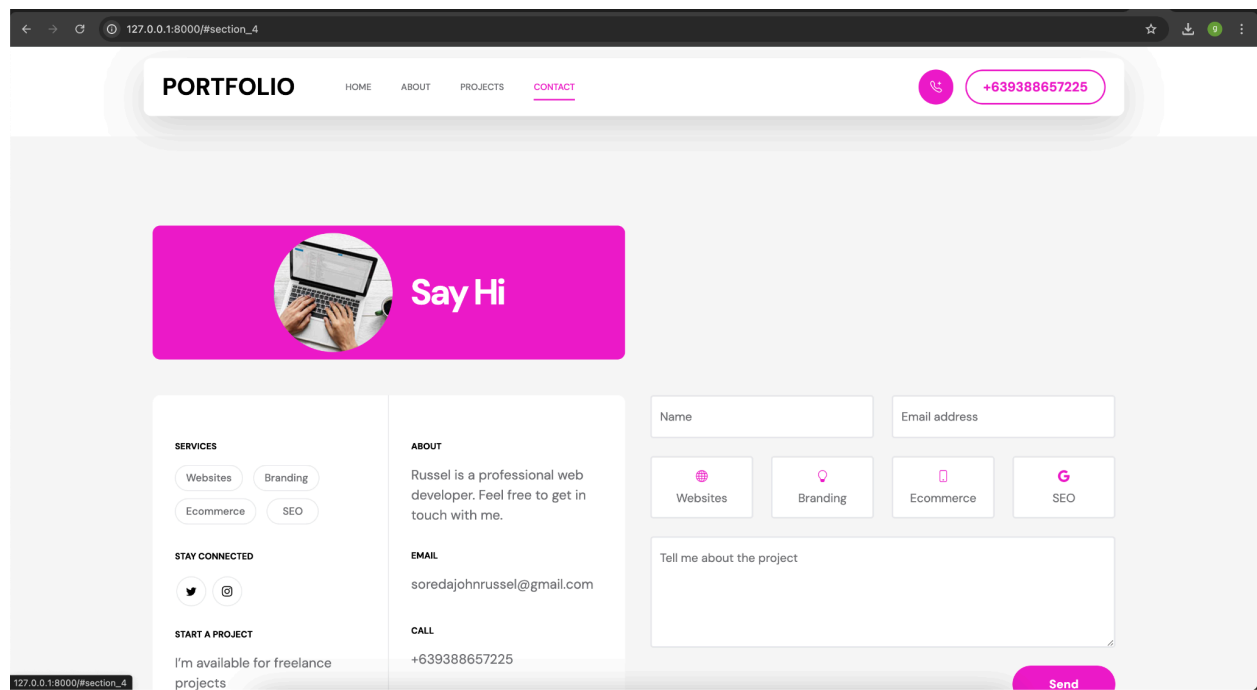 127.0.0.1:8000/#section_4
g
PORTFOLIO
HOME
ABOUT
PROJECTS
CONTACT
+639388657225
Say Hi
SERVICES
Websites
Branding
Ecommerce
SEO
STAY CONNECTED
START A PROJECT
I'm available for freelance
projects
ABOUT
Russel is a professional web
developer. Feel free to get in
touch with me.
EMAIL
soredajohnrussel@gmail.com
CALL
+639388657225
Name
Email address
Websites
Branding
Ecommerce
SEO
Tell me about the project
Send
127.0.0.1:8000/#section_4